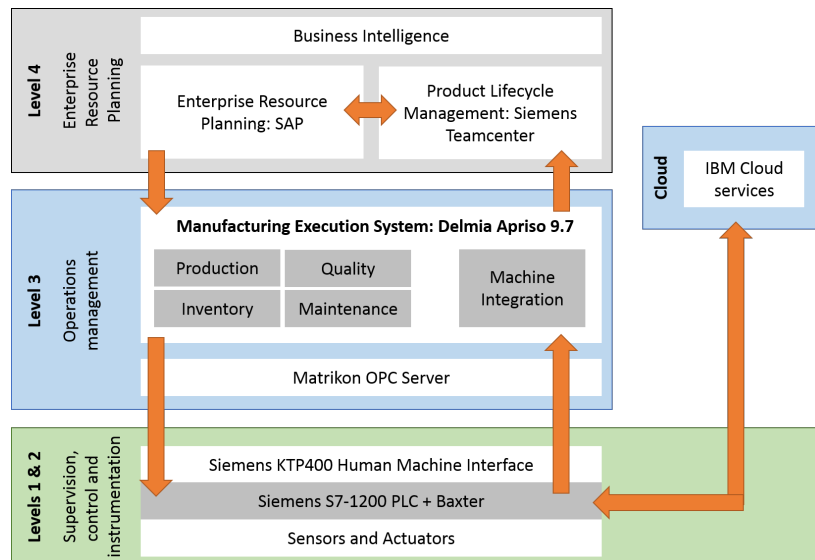 Level 4
Enterprise
Resource
Planning
Business Intelligence
Enterprise Resource
Planning: SAP
Product Lifecycle
Management: Siemens
Teamcenter
Cloud
IBM Cloud
services
Level 3
Operations
management
Manufacturing Execution System: Delmia Apriso 9.7
Production
Quality
Inventory
Maintenance
Machine
Integration
Matrikon OPC Server
Levels 1 & 2
Supervision,
control and
instrumentation
Siemens KTP400 Human Machine Interface
Siemens S7-1200 PLC + Baxter
Sensors and Actuators